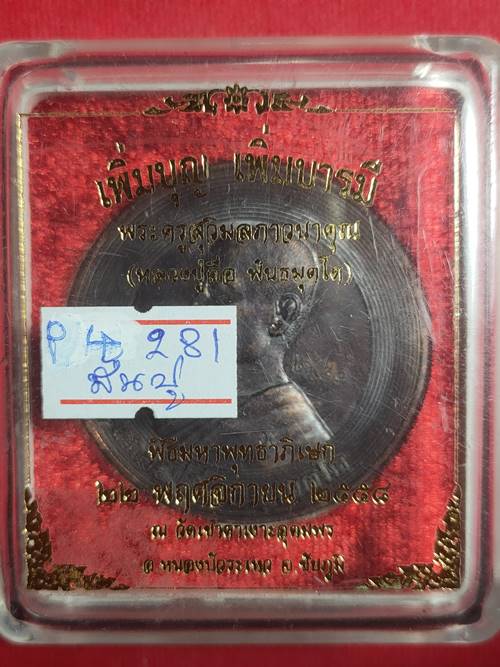 เพิ่มบุญ เพิ่มบารมี
พระครูสุวิมลภาวนาคุณ
(หลวงปู่ลือ พันธมุตโต)
P 4 281
พิธีมหาพุทธาภิเษก
๒๒ พฤศจิกายน ๒๕๕๘
ณ วัดเขาตาเงาะอุดมพร
อ.หนองบัวระเหว จ.ชัยภูมิ